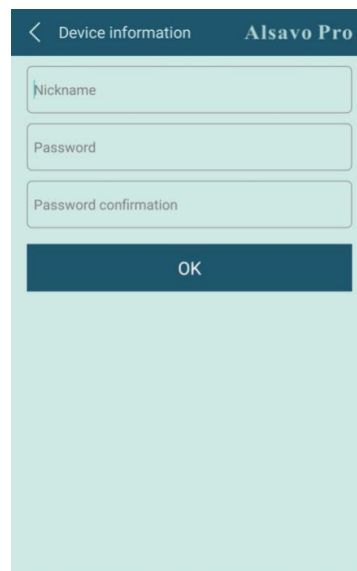 Device information Alsavo Pro
Nickname
Password
Password confirmation
OK